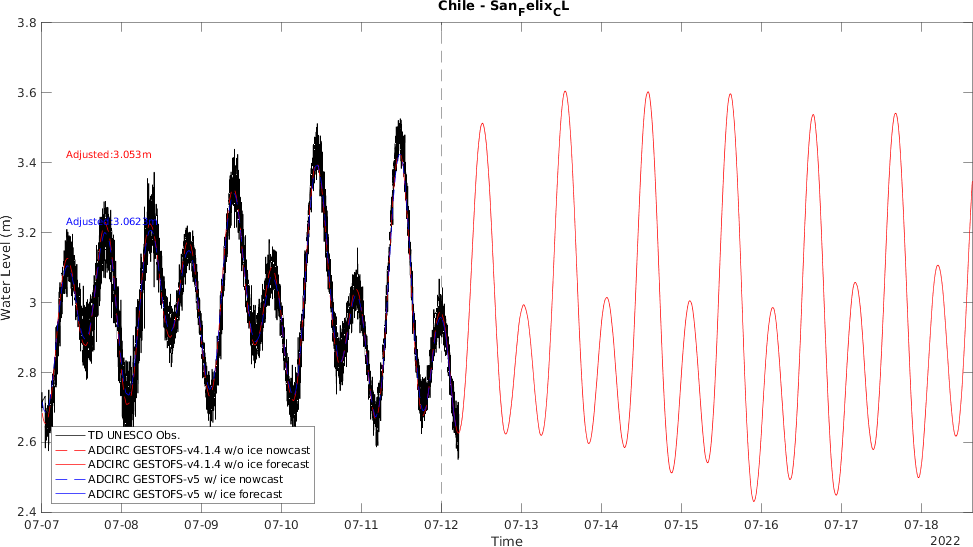 Chile - SanFelixCL
3.8
3.6
3.4
3.2
3
2.8
2.6
2.4
Water Level (m)
Adjusted:3.053m
TD UNESCO Obs.
ADCIRC GESTOFS-v4.1.4 w/o ice nowcast
ADCIRC GESTOFS-v4.1.4 w/o ice forecast
ADCIRC GESTOFS-v5 w/ ice nowcast
ADCIRC GESTOFS-v5 w/ ice forecast
07-07 07-08 07-09 07-10 07-11 07-12 07-13 07-14 07-15 07-16 07-17 07-18
Time
2022